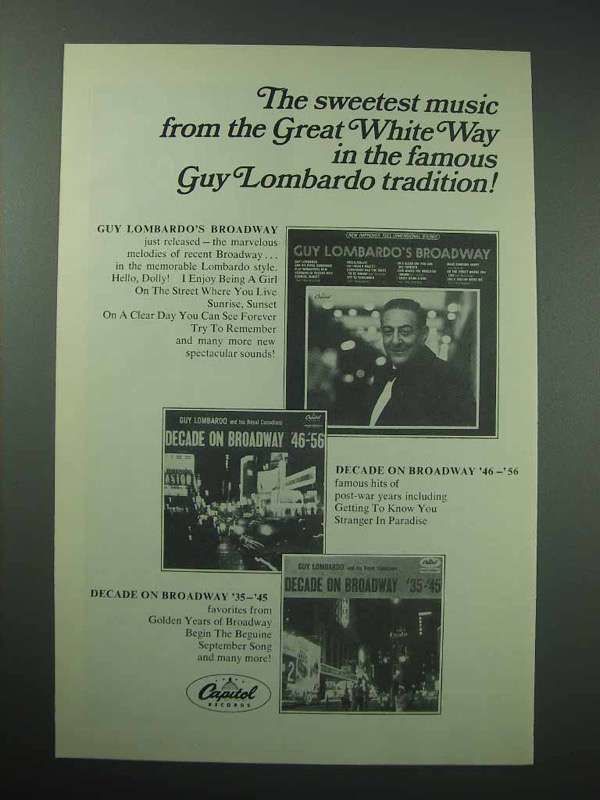 The sweetest music
from the Great White Way
in the famous
Guy Lombardo tradition!
GUY LOMBARDO'S BROADWAY
just released — the marvelous
melodies of recent Broadway...
in the memorable Lombardo style.
Hello, Dolly! I Enjoy Being A Girl
On The Street Where You Live
Sunrise, Sunset
On A Clear Day You Can See Forever
Try To Remember
and many more new
spectacular sounds!
GUY LOMBARDO'S BROADWAY
Capitol
GUY LOMBARDO and his Royal Canadians
Capitol
DECADE ON BROADWAY '46-'56
ASTOR
DECADE ON BROADWAY '46–'56
famous hits of
post-war years including
Getting To Know You
Stranger In Paradise
GUY LOMBARDO and his Royal Canadians
Capitol
DECADE ON BROADWAY '35-'45
DECADE ON BROADWAY '35–'45
favorites from
Golden Years of Broadway
Begin The Beguine
September Song
and many more!
Capitol
RECORDS